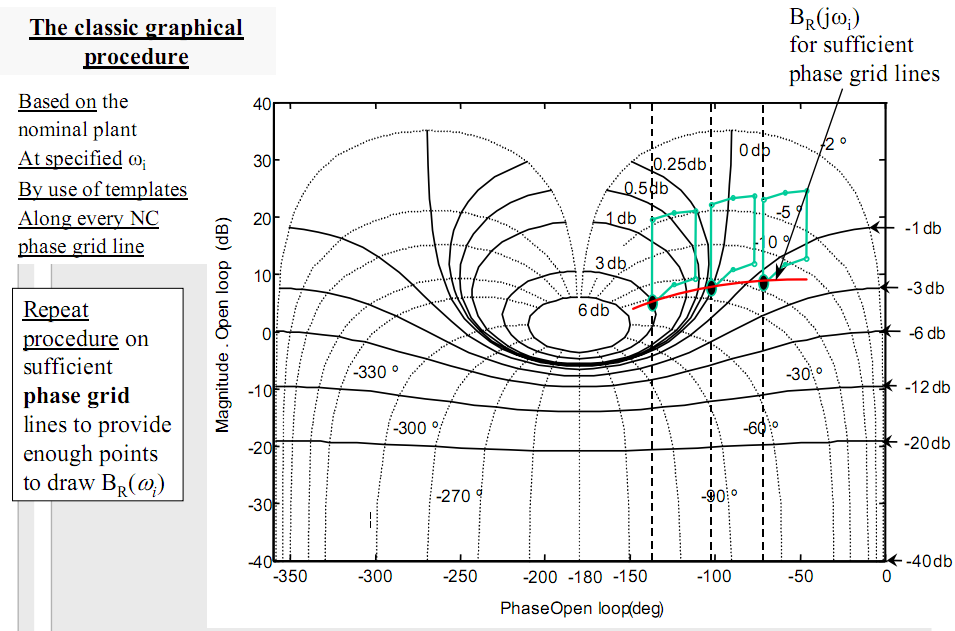 The classic graphical
procedure
Based on the
nominal plant
At specified ωi
By use of templates
Along every NC
phase grid line
Repeat
procedure on
sufficient
phase grid
lines to provide
enough points
to draw BR(ωi)
BR(jωi)
for sufficient
phase grid lines
Magnitude . Open loop (dB)
40
30
20
10
0
-10
-20
-30
-40
-350
-300
-250
-200
-180
-150
-100
-50
0
PhaseOpen loop(deg)
0 db
-2 º
0.25db
0.5db
1 db
-5 º
-10 º
3 db
6 db
-330 º
-30 º
-300 º
-60 º
-270 º
-90 º
-1 db
-3 db
-6 db
-12 db
-20 db
-40 db